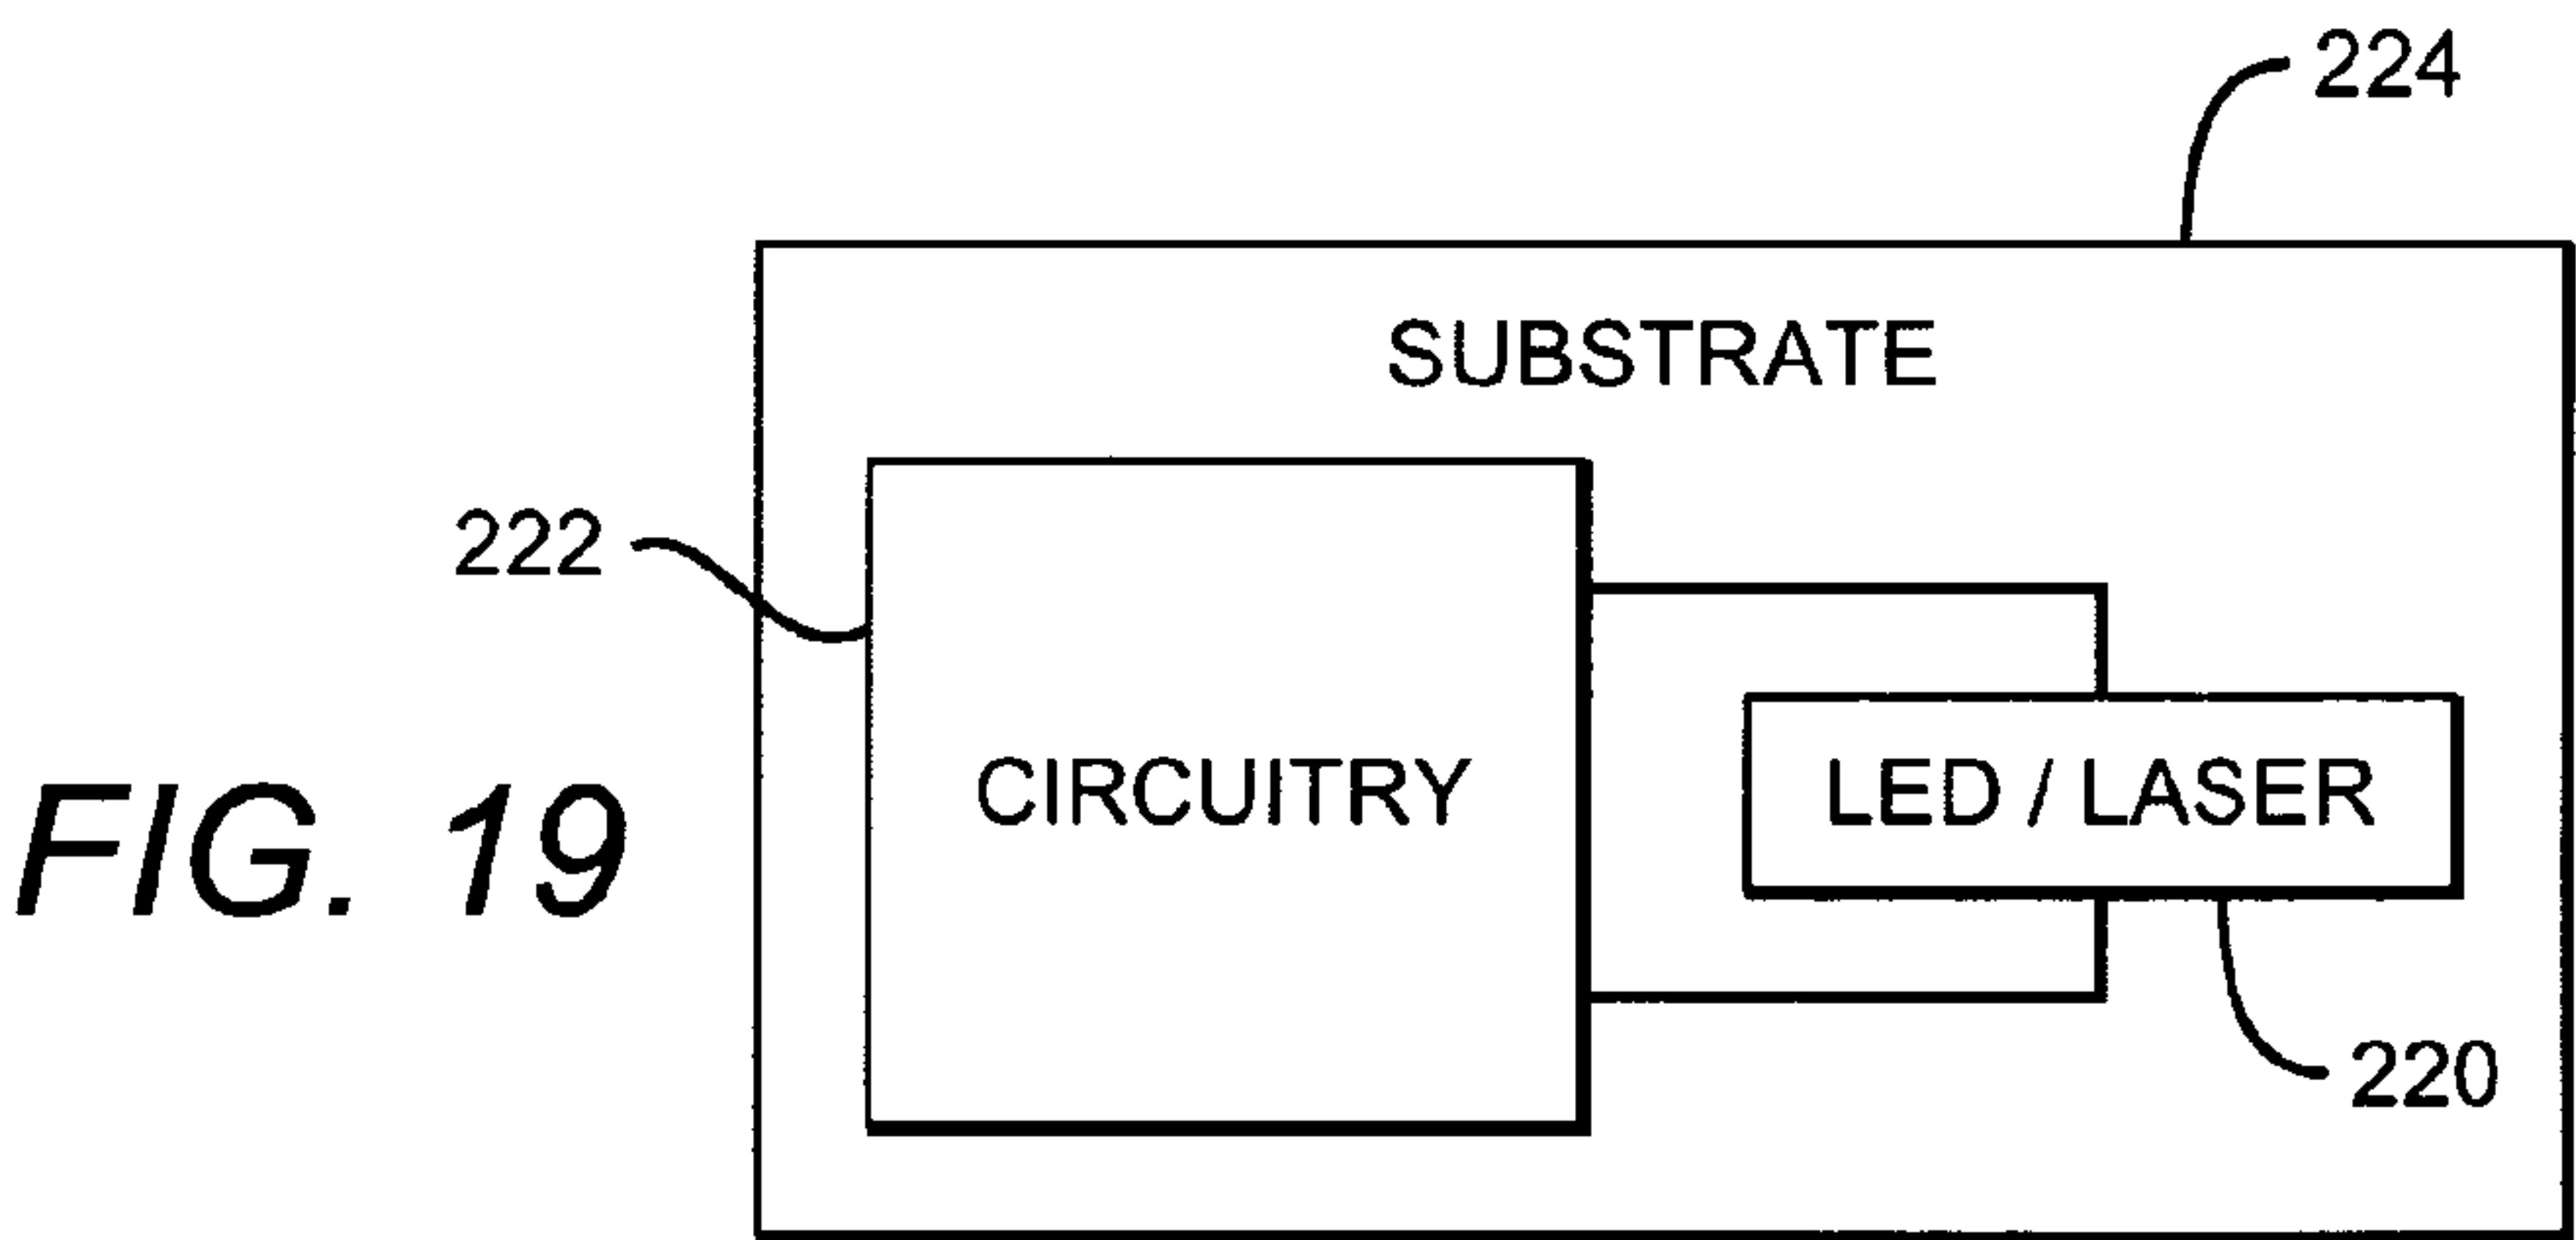 224
SUBSTRATE
222
CIRCUITRY
LED / LASER
FIG. 19
220